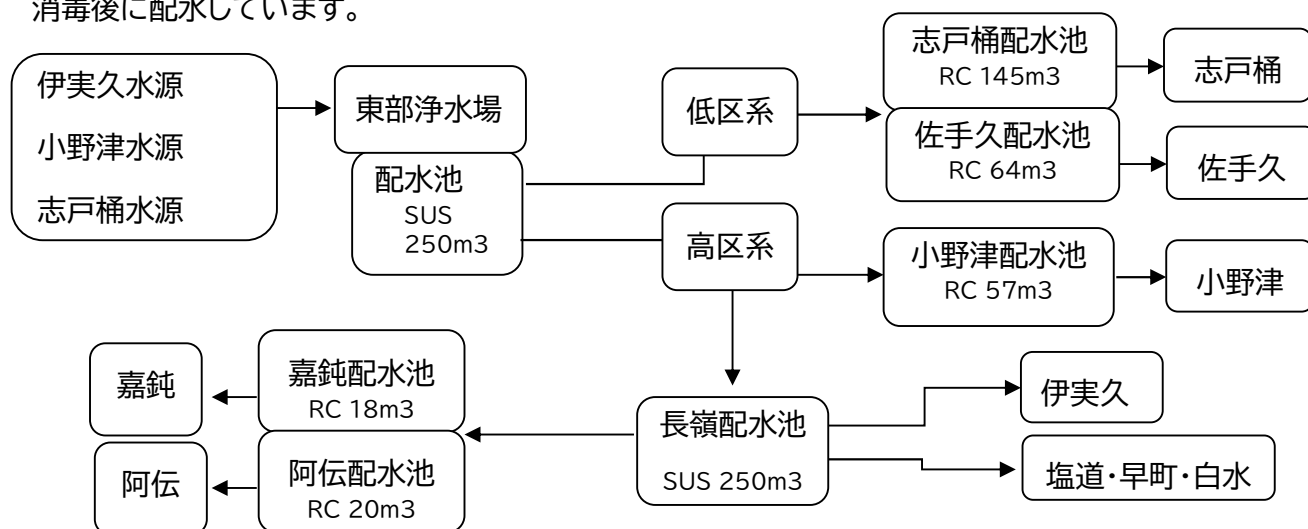 消毒後に配水しています。
伊実久水源
小野津水源
志戸桶水源
東部浄水場
配水池
SUS
250m3
低区系
高区系
志戸桶配水池
RC 145m3
志戸桶
佐手久配水池
RC 64m3
佐手久
小野津配水池
RC 57m3
小野津
嘉鈍
嘉鈍配水池
RC 18m3
阿伝
阿伝配水池
RC 20m3
長嶺配水池
SUS 250m3
伊実久
塩道・早町・白水